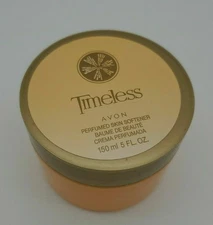 Timeless
AVON
PERFUMED SKIN SOFTENER
BAUME DE BEAUTÉ
CREMA PERFUMADA
150 ml 5 FL. OZ.